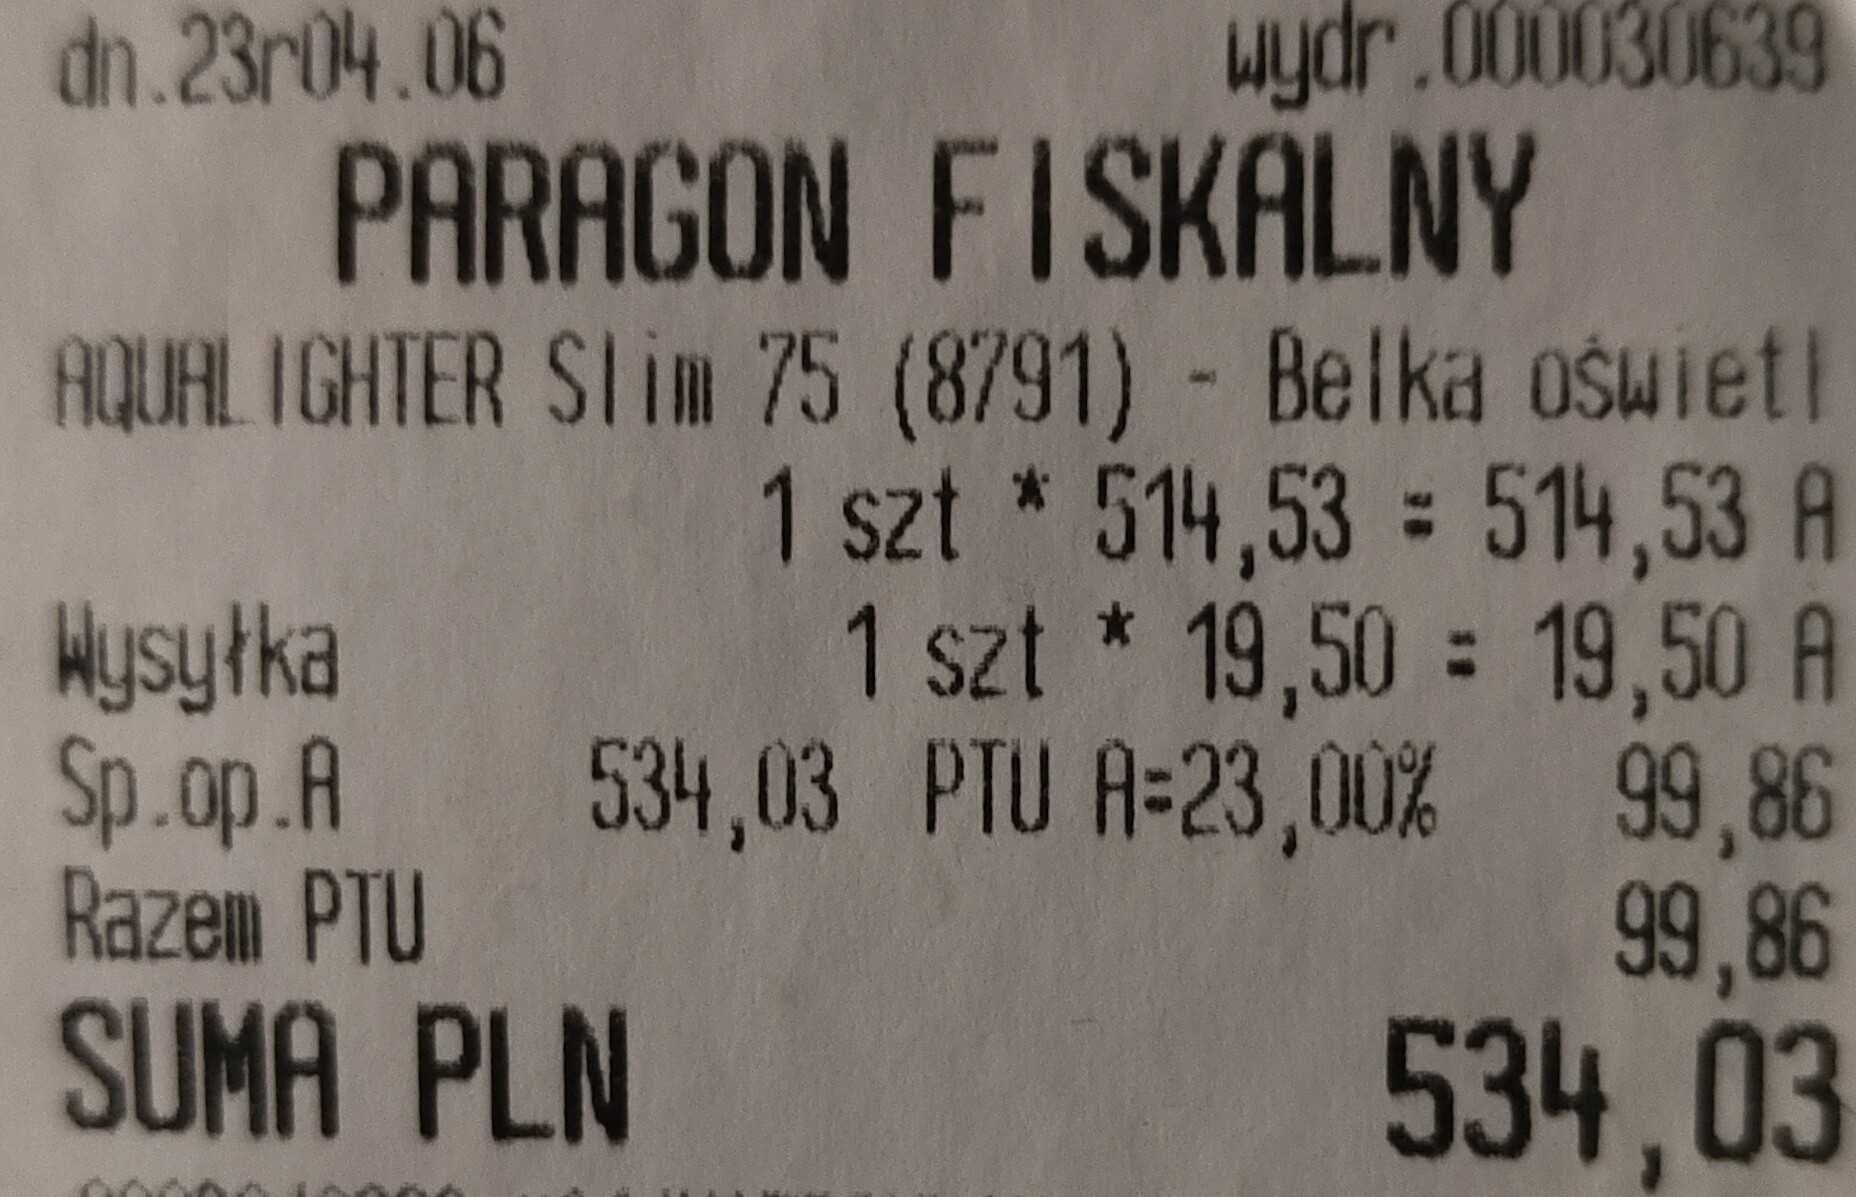 dn.23r04.06 wydr.000030639
PARAGON FISKALNY
AQUALIGHTER Slim 75 (8791) - Belka oświetl
1 szt * 514,53 = 514,53 A
Wysyłka 1 szt * 19,50 = 19,50 A
Sp.op.A 534,03 PTU A=23,00% 99,86
Razem PTU 99,86
SUMA PLN 534,03